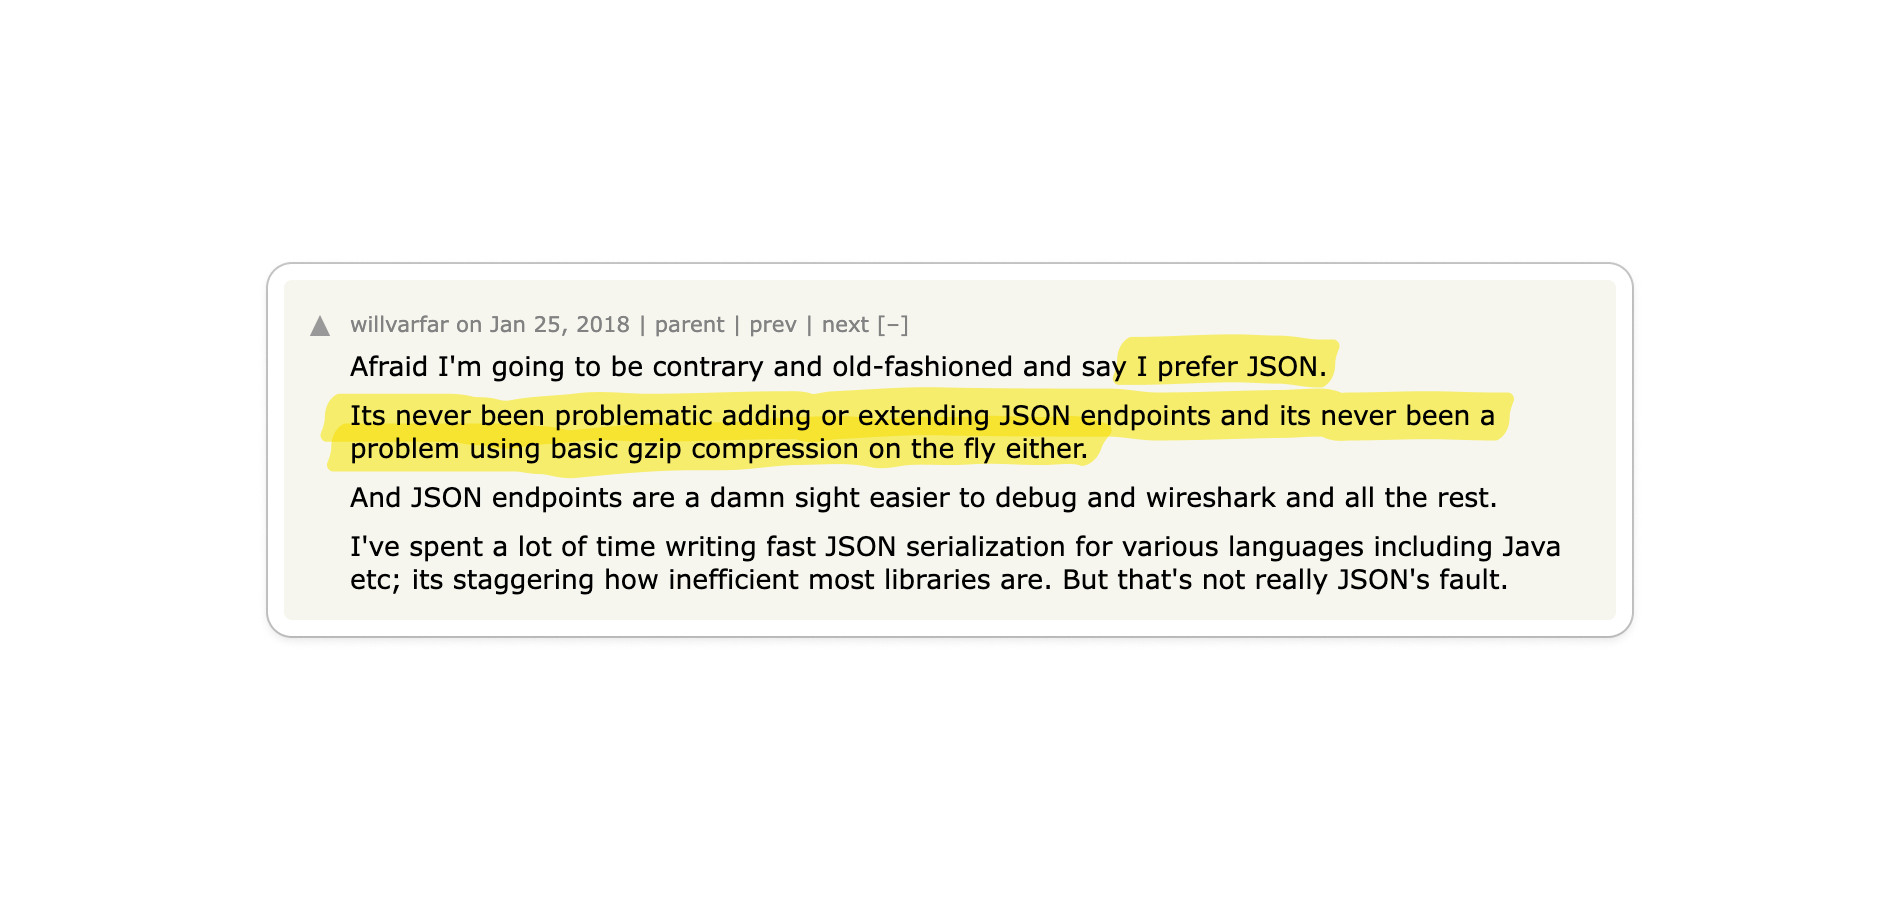 ▲ willvarfar on Jan 25, 2018 | parent | prev | next [–]
Afraid I'm going to be contrary and old-fashioned and say I prefer JSON.
Its never been problematic adding or extending JSON endpoints and its never been a
problem using basic gzip compression on the fly either.
And JSON endpoints are a damn sight easier to debug and wireshark and all the rest.
I've spent a lot of time writing fast JSON serialization for various languages including Java
etc; its staggering how inefficient most libraries are. But that's not really JSON's fault.